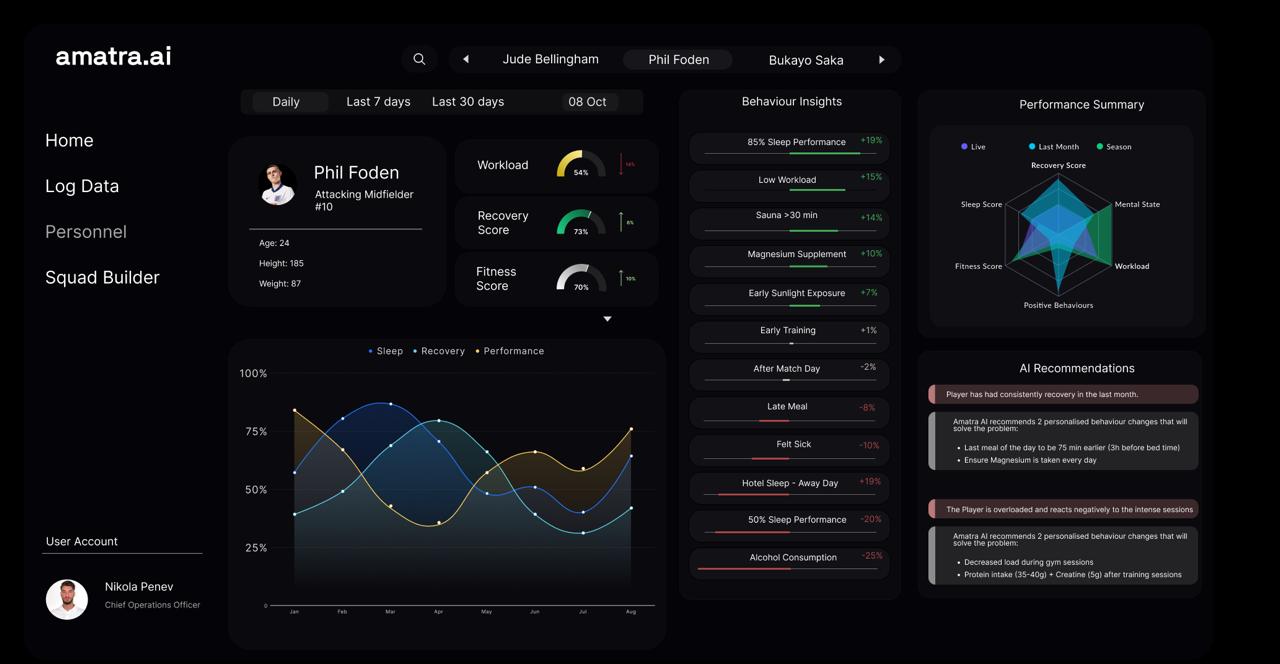 amatra.ai
Jude Bellingham
Phil Foden
Bukayo Saka
Home
Log Data
Personnel
Squad Builder
User Account
Nikola Penev
Chief Operations Officer
Daily
Last 7 days
Last 30 days
08 Oct
Phil Foden
Attacking Midfielder
#10
Age: 24
Height: 185
Weight: 87
Workload
54%
14%
Recovery
Score
73%
8%
Fitness
Score
70%
10%
Sleep
Recovery
Performance
100%
75%
50%
25%
0
Jan
Feb
Mar
Apr
May
Jun
Jul
Aug
Behaviour Insights
85% Sleep Performance +19%
Low Workload +15%
Sauna >30 min +14%
Magnesium Supplement +10%
Early Sunlight Exposure +7%
Early Training +1%
After Match Day -2%
Late Meal -8%
Felt Sick -10%
Hotel Sleep - Away Day +19%
50% Sleep Performance -20%
Alcohol Consumption -25%
Performance Summary
Live
Last Month
Season
Recovery Score
Sleep Score
Mental State
Fitness Score
Workload
Positive Behaviours
AI Recommendations
Player has had consistently recovery in the last month.
Amatra AI recommends 2 personalised behaviour changes that will
solve the problem:
• Last meal of the day to be 75 min earlier (3h before bed time)
• Ensure Magnesium is taken every day
The Player is overloaded and reacts negatively to the intense sessions
Amatra AI recommends 2 personalised behaviour changes that will
solve the problem:
• Decreased load during gym sessions
• Protein intake (35-40g) + Creatine (5g) after training sessions